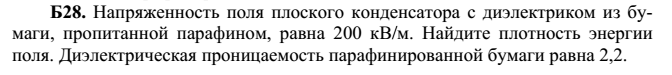 Б28. Напряженность поля плоского конденсатора с диэлектриком из бу-
маги, пропитанной парафином, равна 200 кВ/м. Найдите плотность энергии
поля. Диэлектрическая проницаемость парафинированной бумаги равна 2,2.